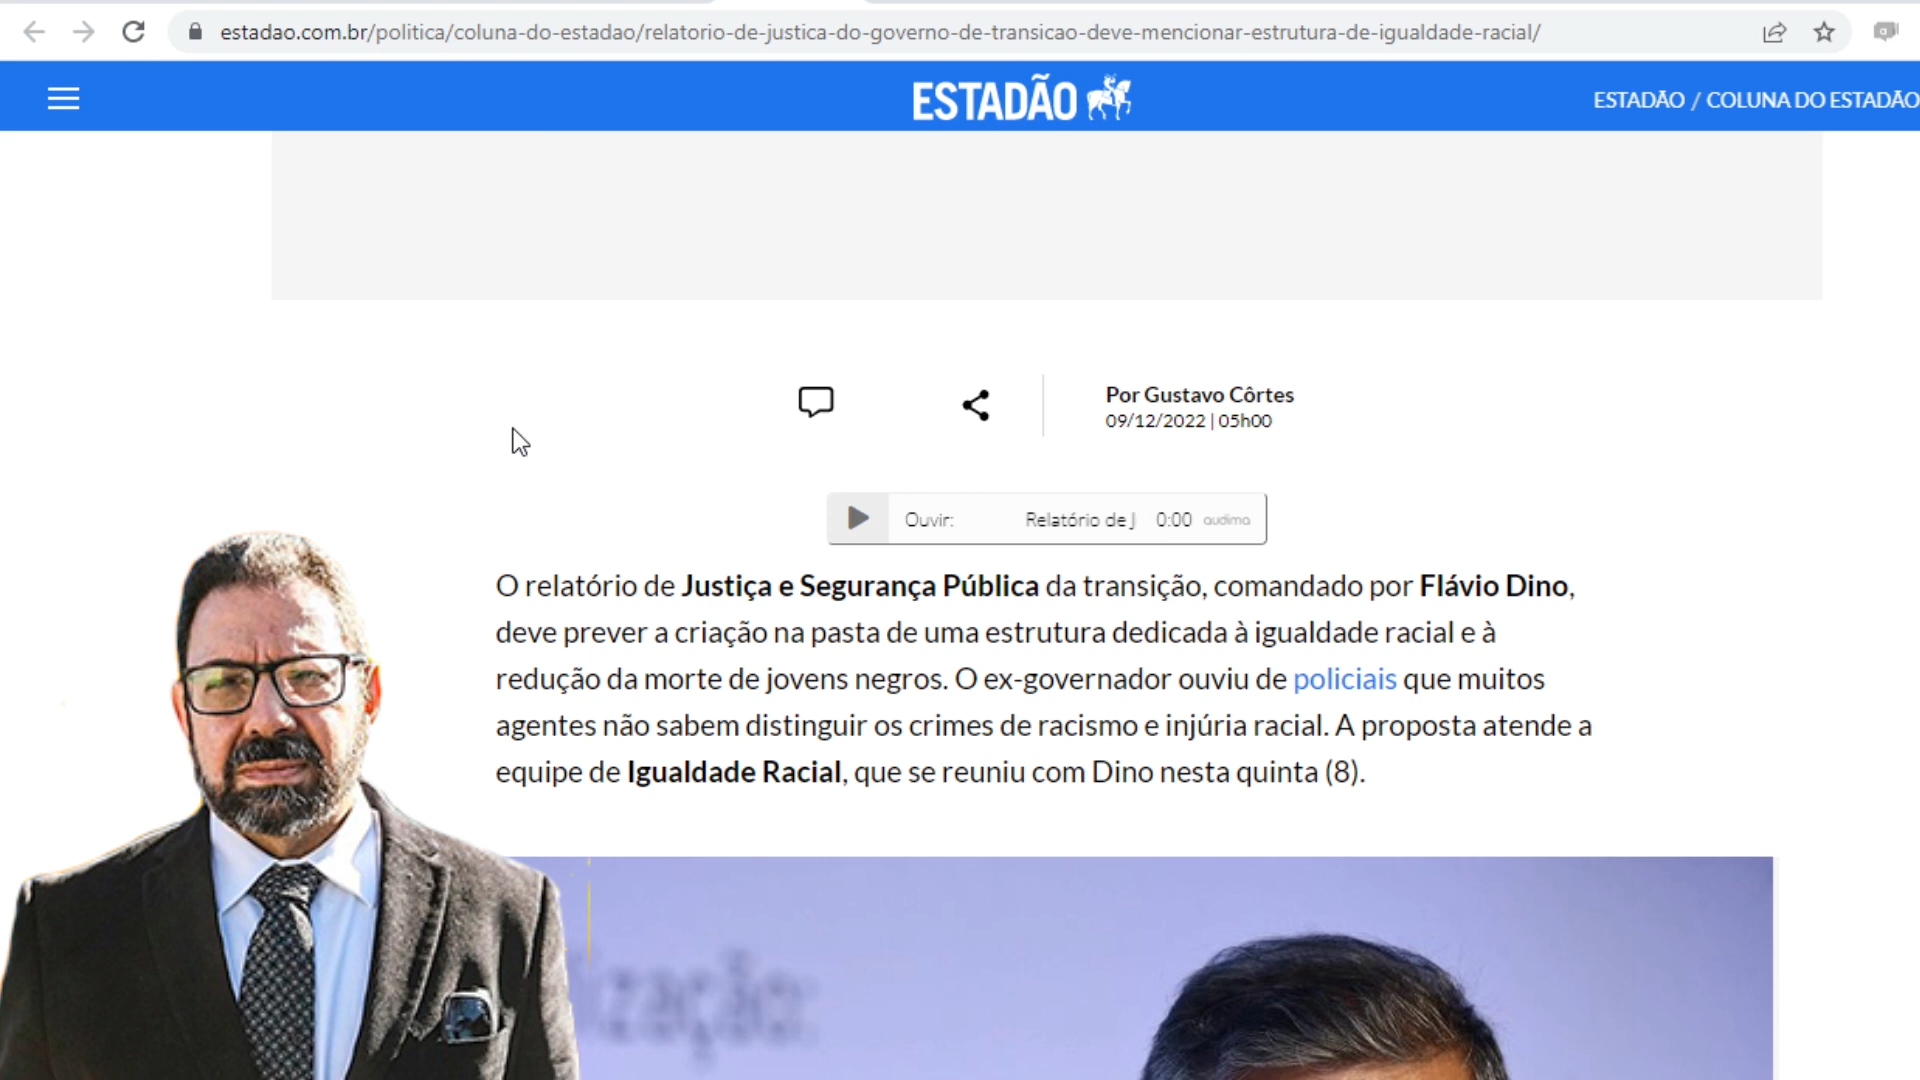 estadao.com.br/politica/coluna-do-estadao/relatorio-de-justica-do-governo-de-transicao-deve-mencionar-estrutura-de-igualdade-racial/
ESTADÃO
ESTADÃO / COLUNA DO ESTADÃO
Por Gustavo Côrtes
09/12/2022 | 05h00
Ouvir: Relatório de J 0:00 audima
O relatório de Justiça e Segurança Pública da transição, comandado por Flávio Dino,
deve prever a criação na pasta de uma estrutura dedicada à igualdade racial e à
redução da morte de jovens negros. O ex-governador ouviu de policiais que muitos
agentes não sabem distinguir os crimes de racismo e injúria racial. A proposta atende a
equipe de Igualdade Racial, que se reuniu com Dino nesta quinta (8).
zação: